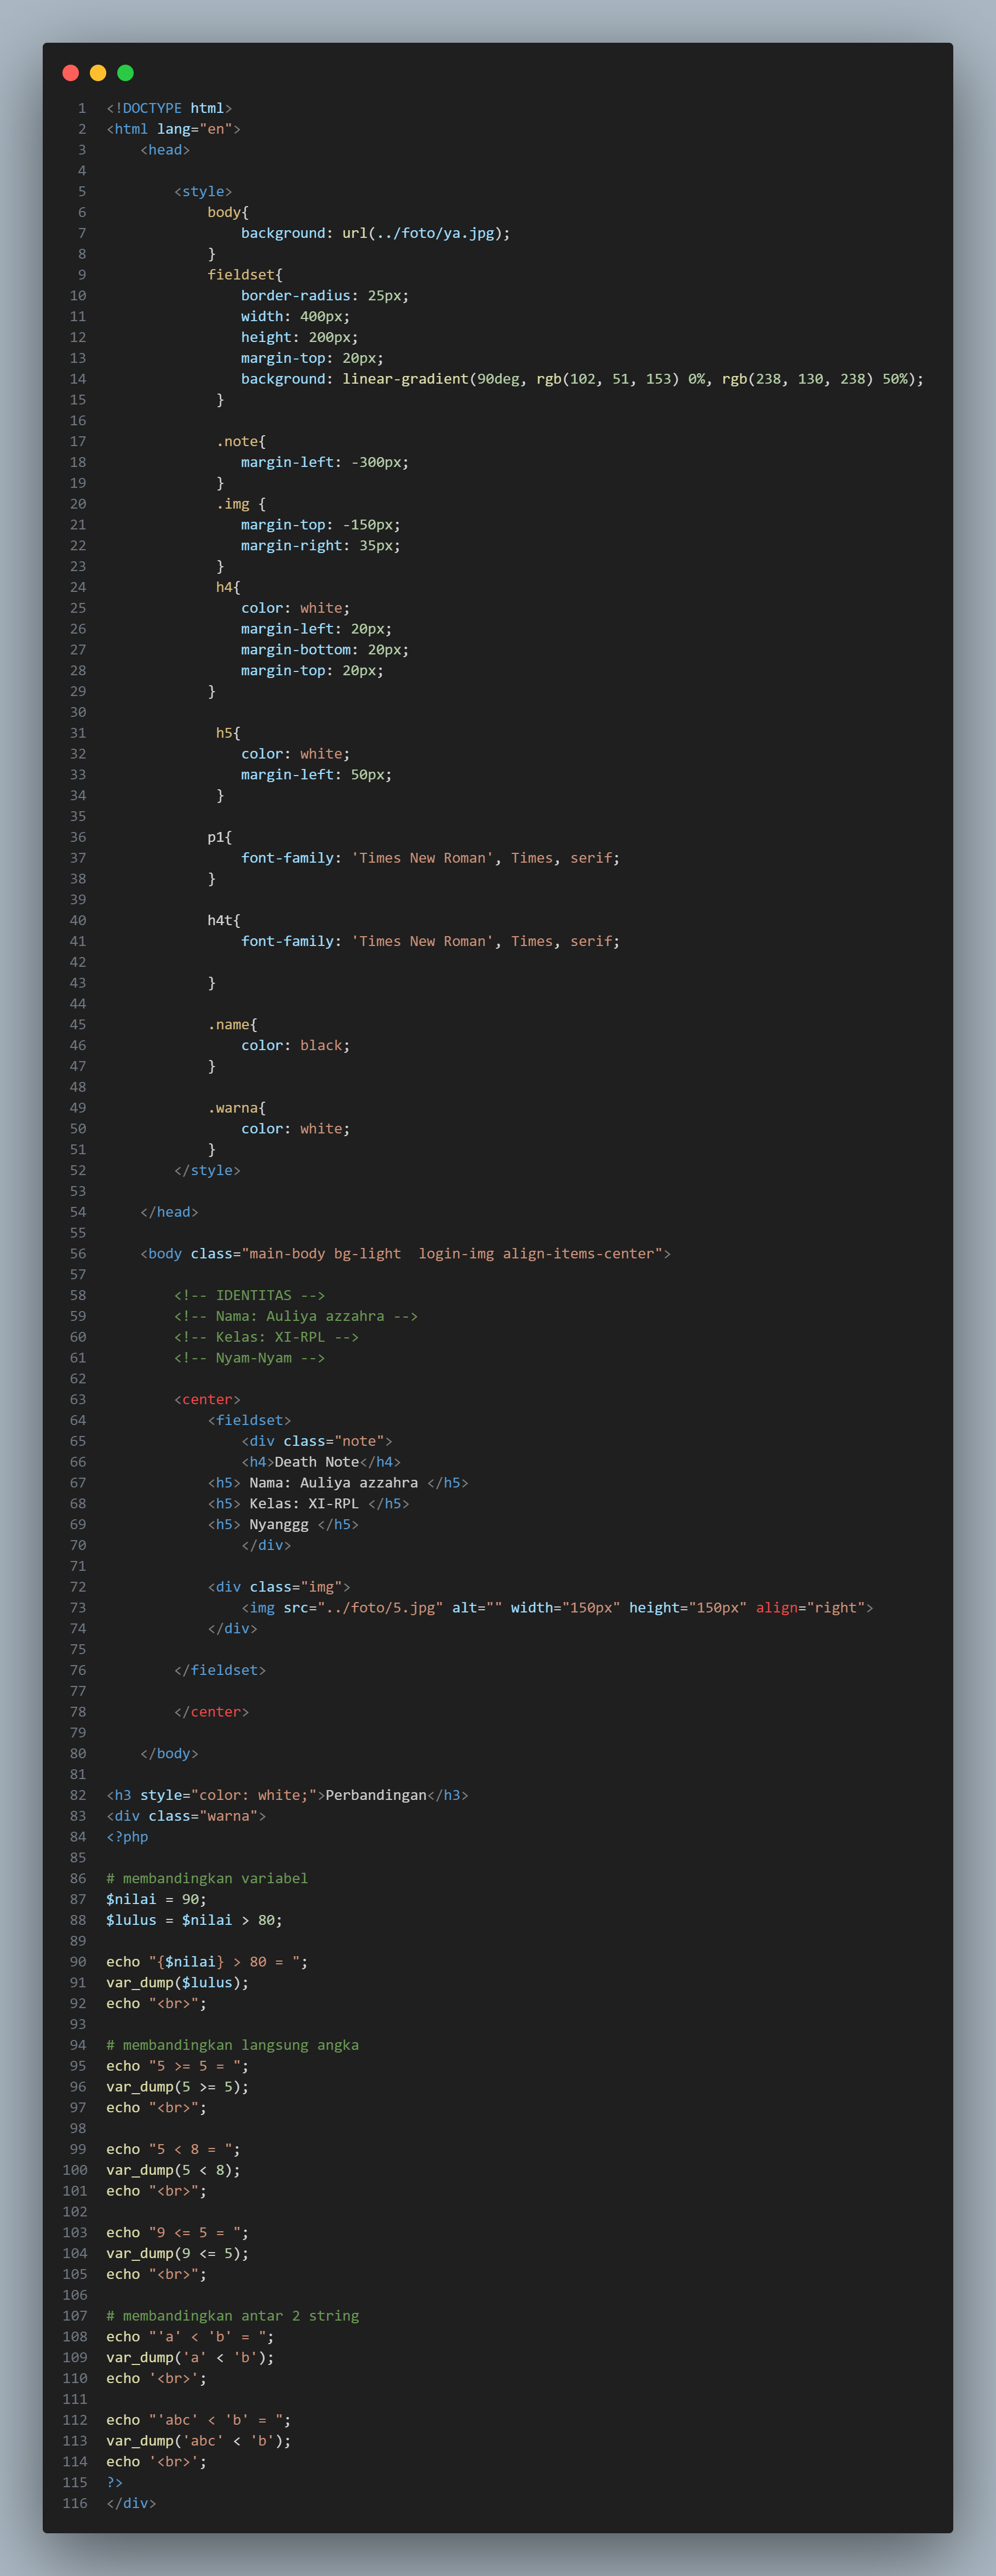 1 <!DOCTYPE html>
2 <html lang="en">
3     <head>
4
5         <style>
6             body{
7                 background: url(../foto/ya.jpg);
8             }
9             fieldset{
10                 border-radius: 25px;
11                 width: 400px;
12                 height: 200px;
13                 margin-top: 20px;
14                 background: linear-gradient(90deg, rgb(102, 51, 153) 0%, rgb(238, 130, 238) 50%);
15              }
16
17              .note{
18                 margin-left: -300px;
19              }
20              .img {
21                 margin-top: -150px;
22                 margin-right: 35px;
23              }
24              h4{
25                 color: white;
26                 margin-left: 20px;
27                 margin-bottom: 20px;
28                 margin-top: 20px;
29             }
30
31              h5{
32                 color: white;
33                 margin-left: 50px;
34              }
35
36             p1{
37                 font-family: 'Times New Roman', Times, serif;
38             }
39
40             h4t{
41                 font-family: 'Times New Roman', Times, serif;
42
43             }
44
45             .name{
46                 color: black;
47             }
48
49             .warna{
50                 color: white;
51             }
52         </style>
53
54     </head>
55
56     <body class="main-body bg-light  login-img align-items-center">
57
58         <!-- IDENTITAS -->
59         <!-- Nama: Auliya azzahra -->
60         <!-- Kelas: XI-RPL -->
61         <!-- Nyam-Nyam -->
62
63         <center>
64             <fieldset>
65                 <div class="note">
66                 <h4>Death Note</h4>
67             <h5> Nama: Auliya azzahra </h5>
68             <h5> Kelas: XI-RPL </h5>
69             <h5> Nyanggg </h5>
70                 </div>
71
72             <div class="img">
73                 <img src="../foto/5.jpg" alt="" width="150px" height="150px" align="right">
74             </div>
75
76         </fieldset>
77
78         </center>
79
80     </body>
81
82 <h3 style="color: white;">Perbandingan</h3>
83 <div class="warna">
84 <?php
85
86 # membandingkan variabel
87 $nilai = 90;
88 $lulus = $nilai > 80;
89
90 echo "{$nilai} > 80 = ";
91 var_dump($lulus);
92 echo "<br>";
93
94 # membandingkan langsung angka
95 echo "5 >= 5 = ";
96 var_dump(5 >= 5);
97 echo "<br>";
98
99 echo "5 < 8 = ";
100 var_dump(5 < 8);
101 echo "<br>";
102
103 echo "9 <= 5 = ";
104 var_dump(9 <= 5);
105 echo "<br>";
106
107 # membandingkan antar 2 string
108 echo "'a' < 'b' = ";
109 var_dump('a' < 'b');
110 echo '<br>';
111
112 echo "'abc' < 'b' = ";
113 var_dump('abc' < 'b');
114 echo '<br>';
115 ?>
116 </div>